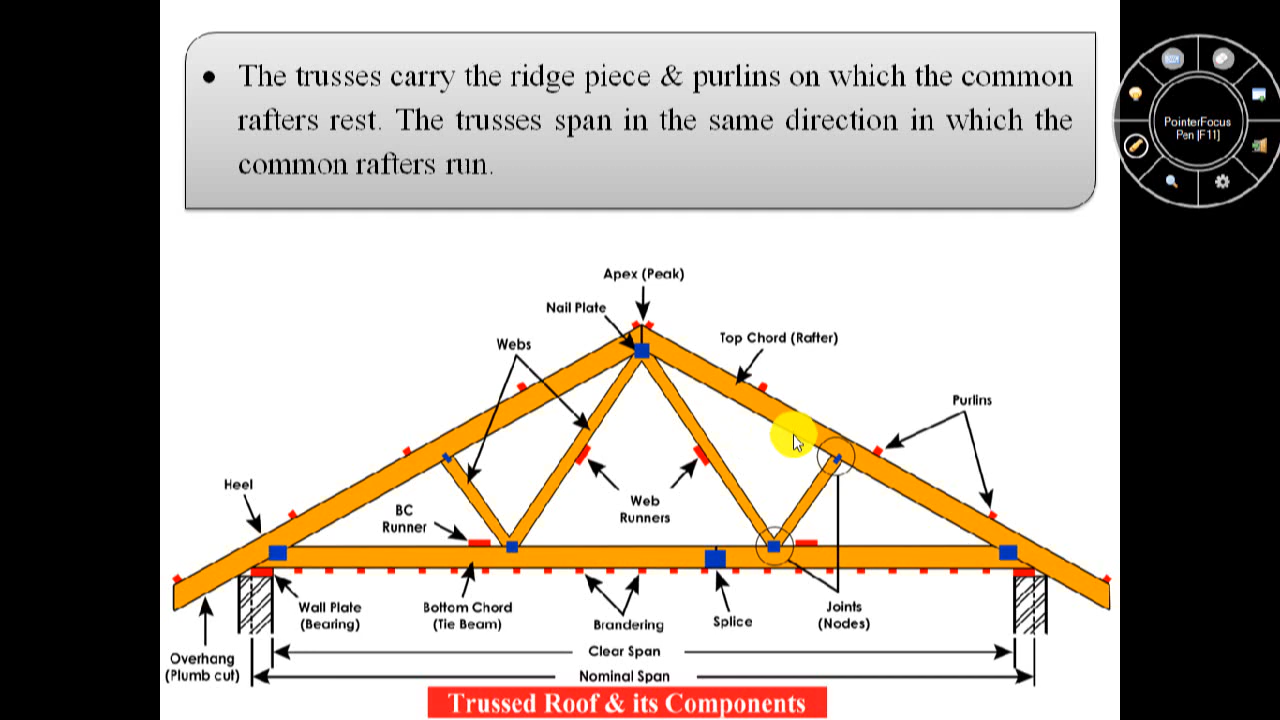 • The trusses carry the ridge piece & purlins on which the common
rafters rest. The trusses span in the same direction in which the
common rafters run.
PointerFocus
Pen [F11]
Apex (Peak)
Nail Plate
Top Chord (Rafter)
Webs
Purlins
Heel
Web
Runners
BC
Runner
Wall Plate
(Bearing)
Bottom Chord
(Tie Beam)
Brandering
Splice
Joints
(Nodes)
Clear Span
Overhang
(Plumb cut)
Nominal Span
Trussed Roof & its Components